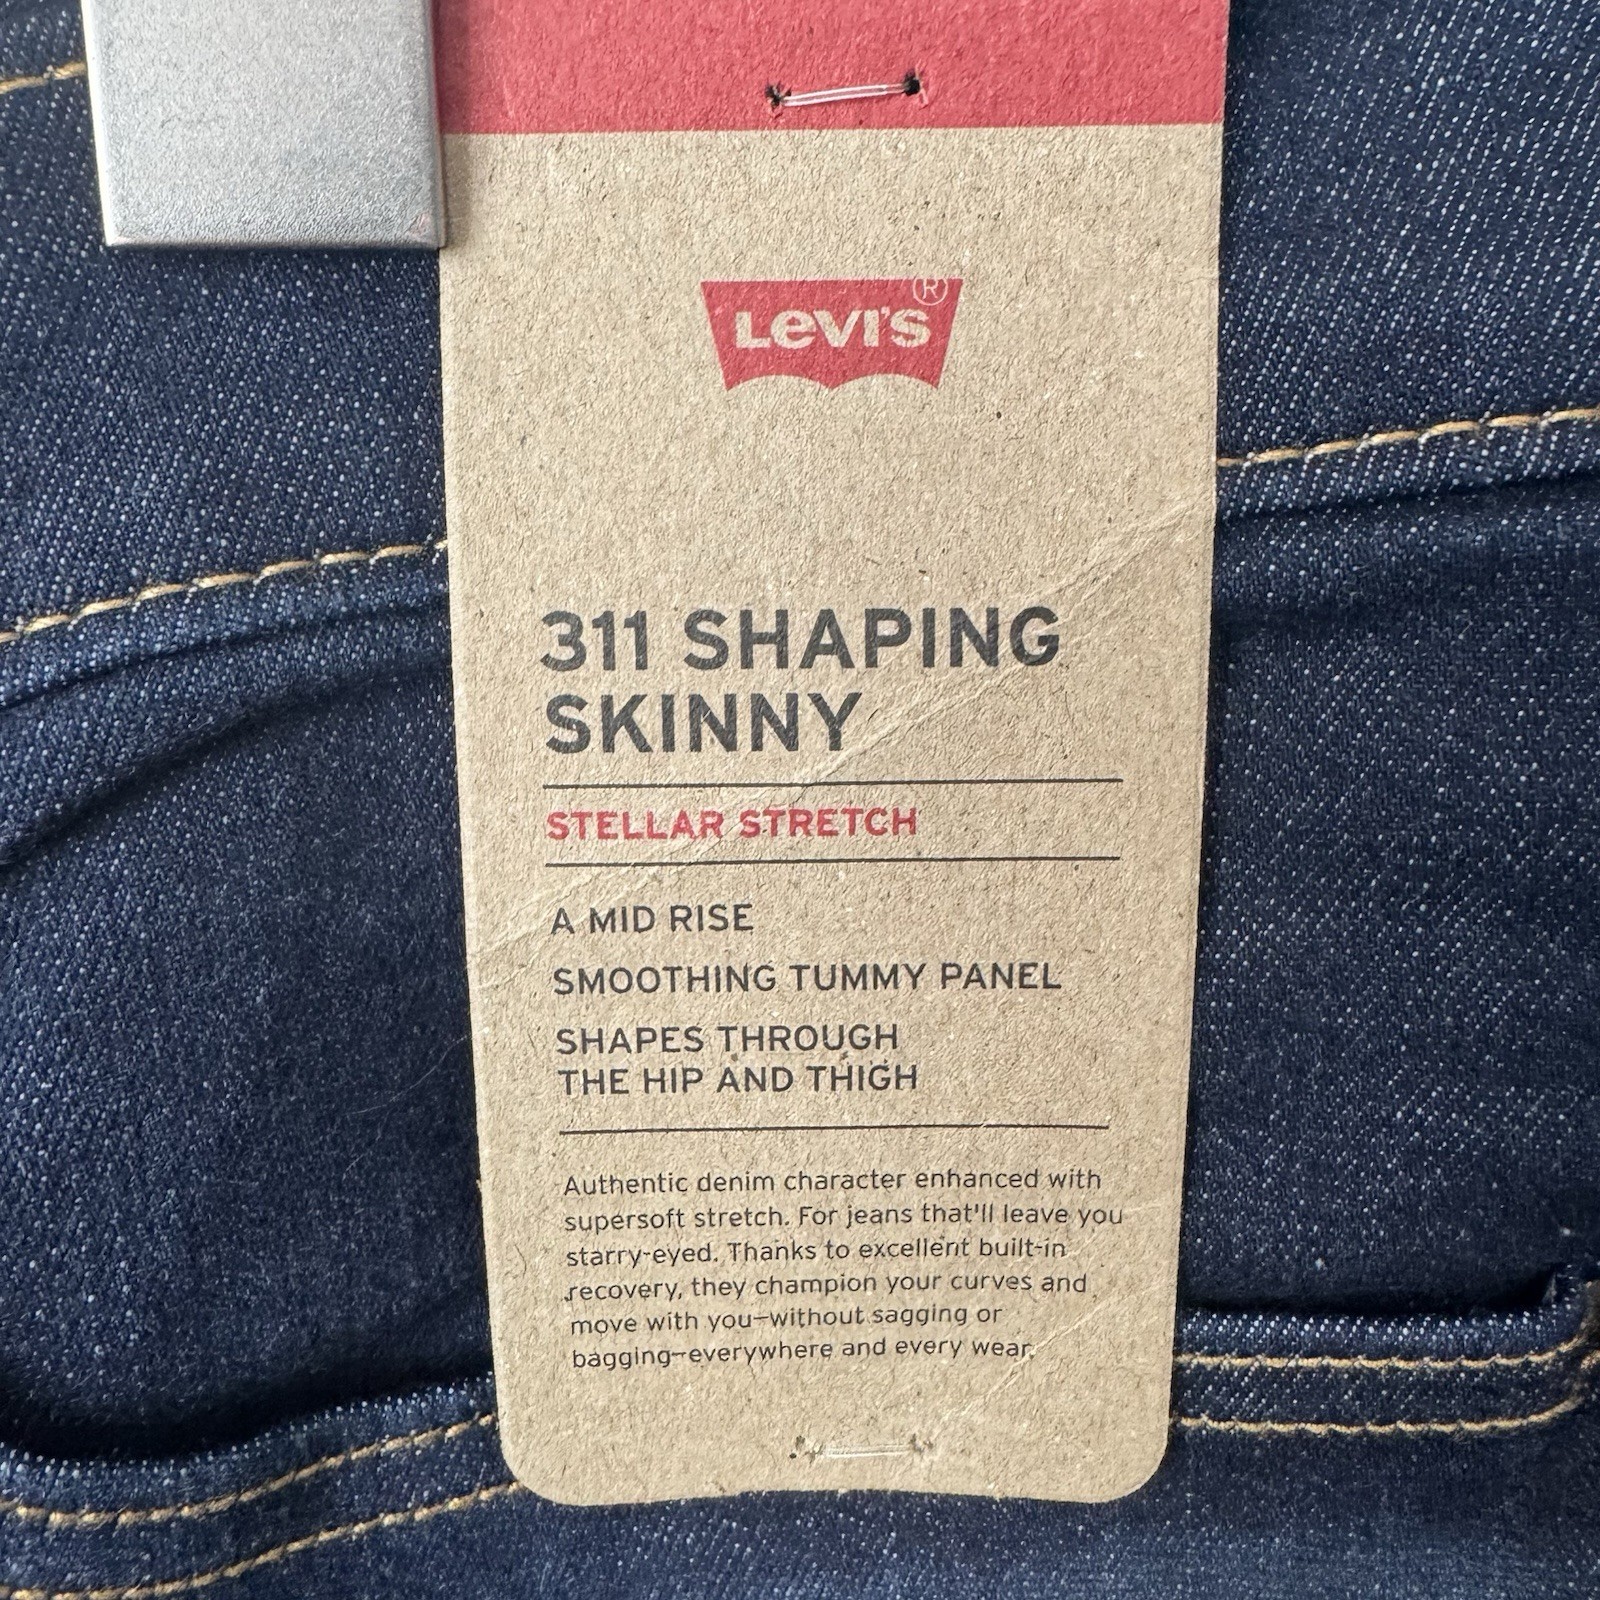 Levi's®
311 SHAPING
SKINNY
STELLAR STRETCH
A MID RISE
SMOOTHING TUMMY PANEL
SHAPES THROUGH
THE HIP AND THIGH
Authentic denim character enhanced with
supersoft stretch. For jeans that'll leave you
starry-eyed. Thanks to excellent built-in
recovery, they champion your curves and
move with you—without sagging or
bagging—everywhere and every wear.